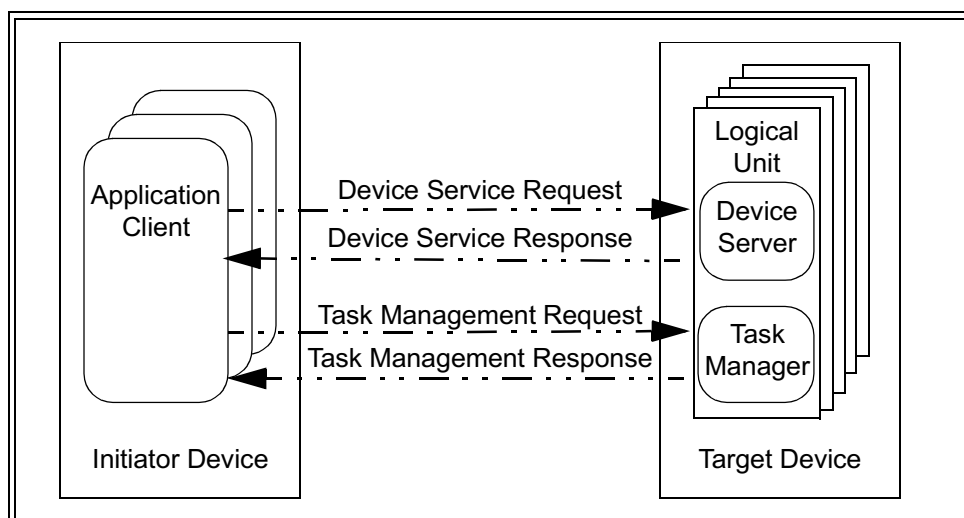 Application
Client
Device Service Request
Device Service Response
Task Management Request
Task Management Response
Logical
Unit
Device
Server
Task
Manager
Initiator Device
Target Device